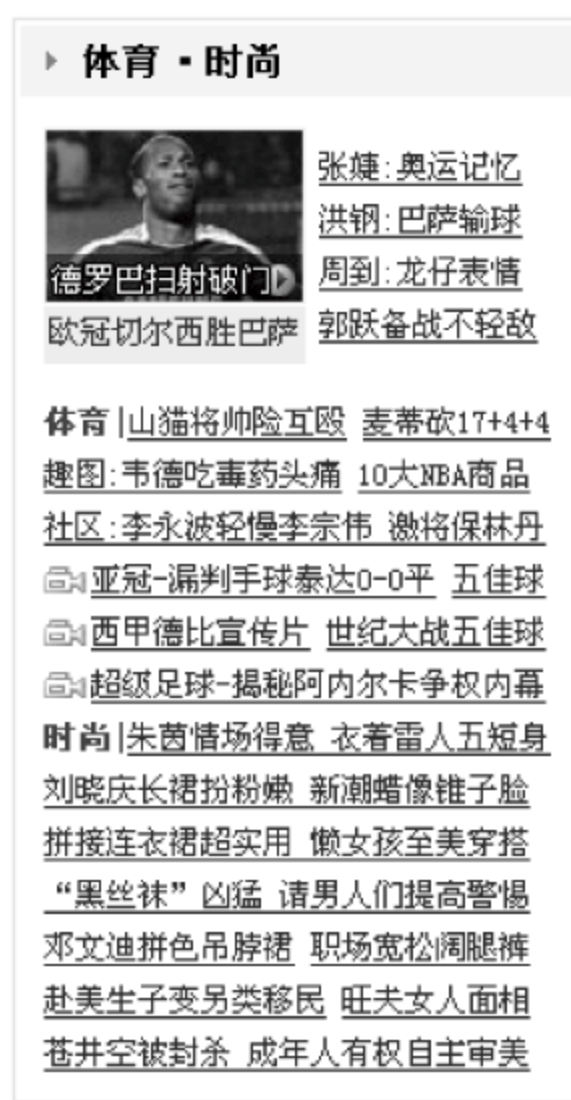 体育·时尚
德罗巴扫射破门
欧冠切尔西胜巴萨
张婕:奥运记忆
洪钢:巴萨输球
周到:龙仔表情
郭跃备战不轻敌
体育|山猫将帅险互殴 麦蒂砍17+4+4
趣图:韦德吃毒药头痛 10大NBA商品
社区:李永波轻慢李宗伟 激将保林丹
亚冠-漏判手球泰达0-0平 五佳球
西甲德比宣传片 世纪大战五佳球
超级足球-揭秘阿内尔卡争权内幕
时尚|朱茵情场得意 衣着雷人五短身
刘晓庆长裙扮粉嫩 新潮蜡像锥子脸
拼接连衣裙超实用 懒女孩至美穿搭
“黑丝袜”凶猛 请男人们提高警惕
邓文迪拼色吊脖裙 职场宽松阔腿裤
赴美生子变另类移民 旺夫女人面相
苍井空被封杀 成年人有权自主审美